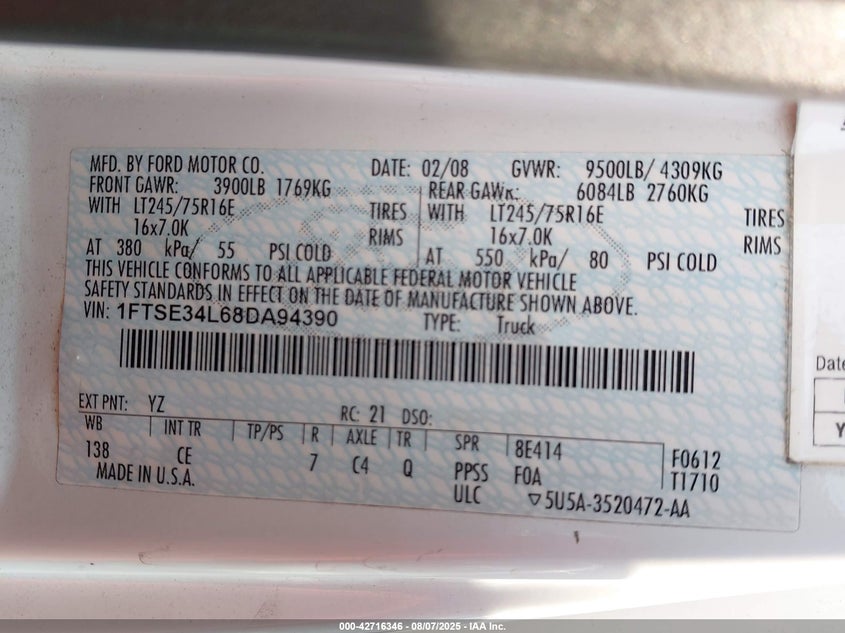 MFD. BY FORD MOTOR CO. DATE: 02/08 GVWR: 9500LB/ 4309KG
FRONT GAWR: 3900LB 1769KG REAR GAWR: 6084LB 2760KG
WITH LT245/75R16E TIRES WITH LT245/75R16E TIRES
16x7.0K RIMS 16x7.0K RIMS
AT 380 kPa/ 55 PSI COLD AT 550 kPa/ 80 PSI COLD
THIS VEHICLE CONFORMS TO ALL APPLICABLE FEDERAL MOTOR VEHICLE
SAFETY STANDARDS IN EFFECT ON THE DATE OF MANUFACTURE SHOWN ABOVE.
VIN: 1FTSE34L68DA94390 TYPE: Truck
EXT PNT: YZ RC: 21 DSO:
WB INT TR TP/PS R AXLE TR SPR 8E414 F0612
138 CE 7 C4 Q PPSS F0A T1710
MADE IN U.S.A. ULC ▽5U5A-3520472-AA
Date
Y
000-42716346 - 08/07/2025 - IAA Inc.